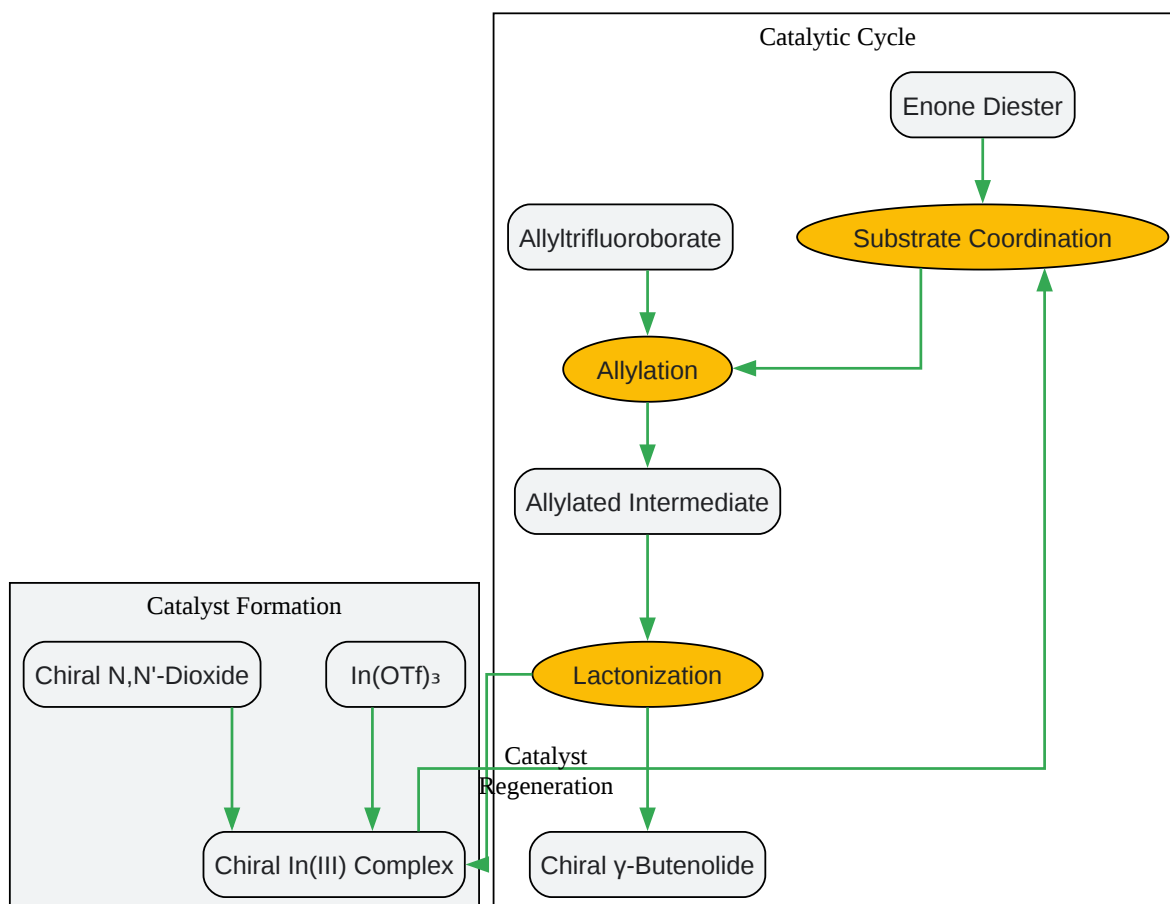 Catalytic Cycle
Enone Diester
Allyltrifluoroborate
Substrate Coordination
Allylation
Allylated Intermediate
Catalyst Formation
Chiral N,N'-Dioxide
In(OTf)₃
Lactonization
Catalyst
Regeneration
Chiral In(III) Complex
Chiral γ-Butenolide